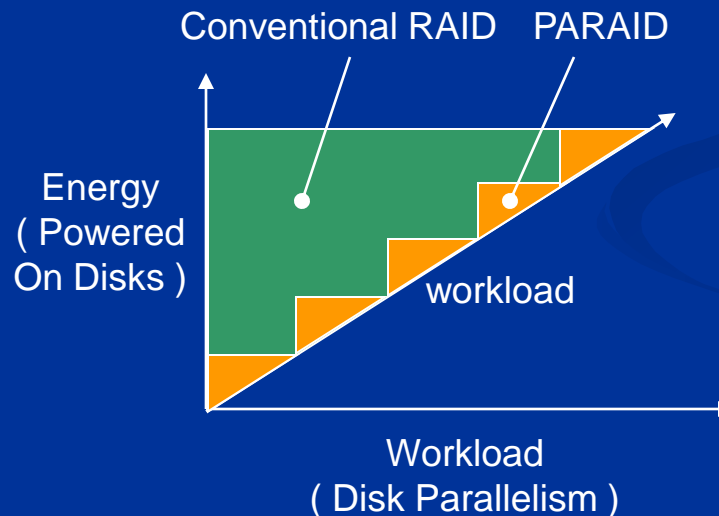 Conventional RAID
PARAID
Energy
( Powered
On Disks )
workload
Workload
( Disk Parallelism )